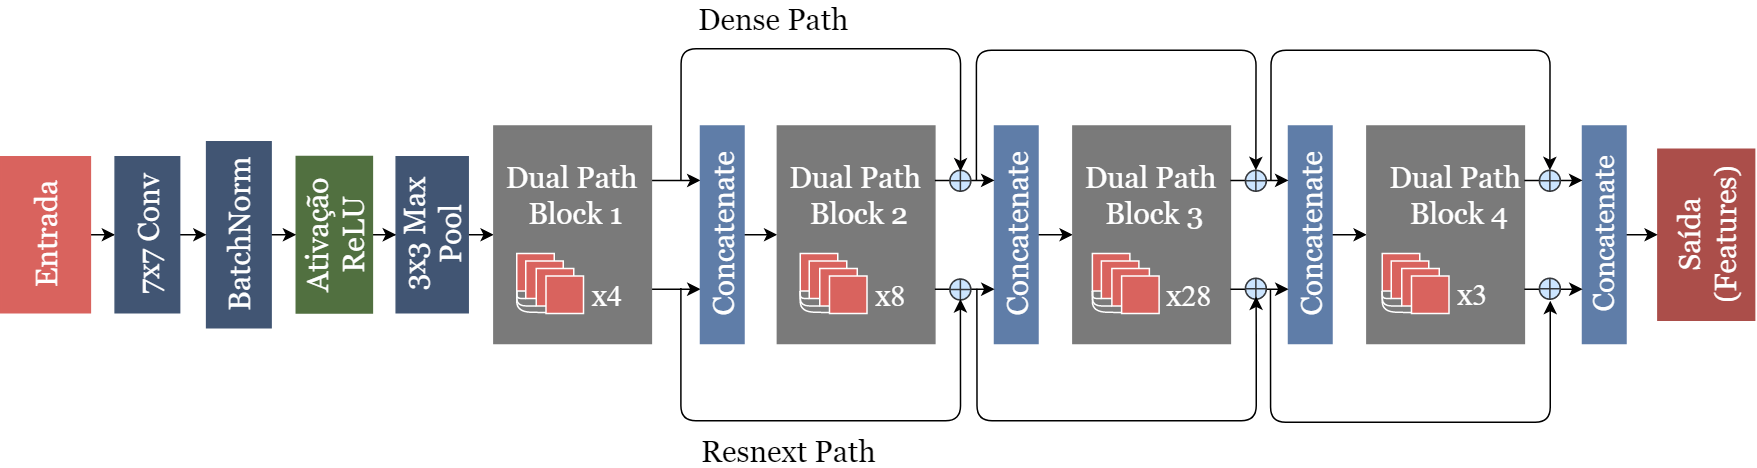 Dense Path
Entrada
7x7 Conv
BatchNorm
Ativação
ReLU
3x3 Max
Pool
Dual Path
Block 1
x4
Concatenate
Dual Path
Block 2
x8
Concatenate
Dual Path
Block 3
x28
Concatenate
Dual Path
Block 4
x3
Concatenate
Saída
(Features)
Resnext Path